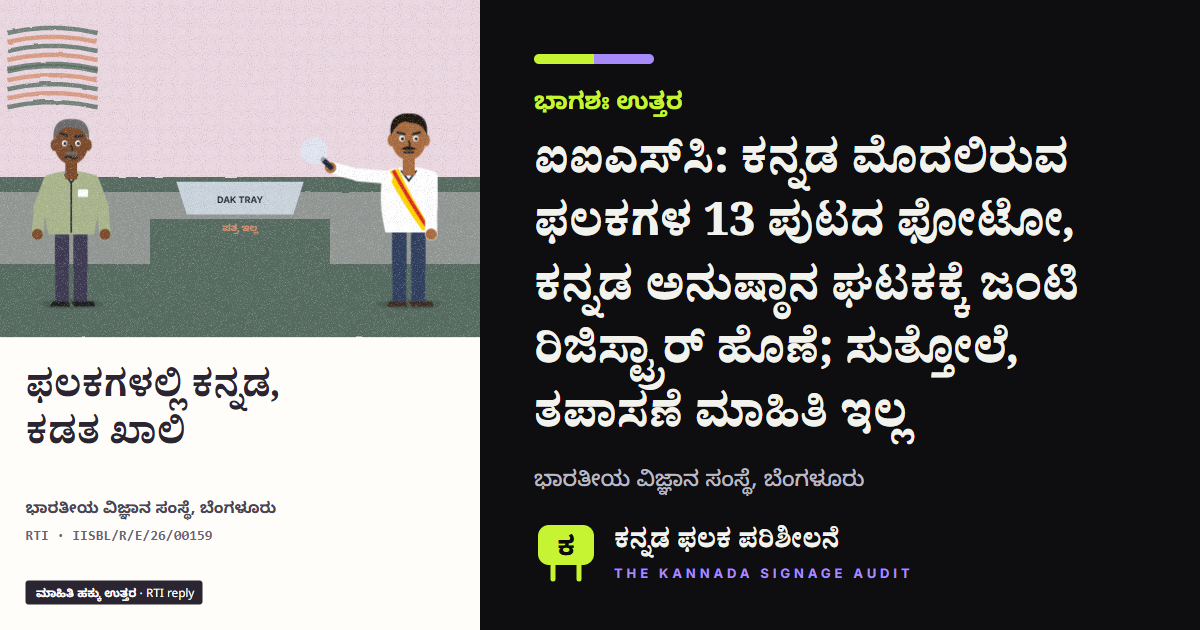 DAK TRAY
ಪತ್ರ ಇಲ್ಲ
ಫಲಕಗಳಲ್ಲಿ ಕನ್ನಡ,
ಕಡತ ಖಾಲಿ
ಭಾರತೀಯ ವಿಜ್ಞಾನ ಸಂಸ್ಥೆ, ಬೆಂಗಳೂರು
RTI · IISBL/R/E/26/00159
ಮಾಹಿತಿ ಹಕ್ಕು ಉತ್ತರ · RTI reply
ಭಾಗಶಃ ಉತ್ತರ
ಐಐಎಸ್‌ಸಿ: ಕನ್ನಡ ಮೊದಲಿರುವ
ಫಲಕಗಳ 13 ಪುಟದ ಫೋಟೋ,
ಕನ್ನಡ ಅನುಷ್ಠಾನ ಘಟಕಕ್ಕೆ ಜಂಟಿ
ರಿಜಿಸ್ಟ್ರಾರ್ ಹೊಣೆ; ಸುತ್ತೋಲೆ,
ತಪಾಸಣೆ ಮಾಹಿತಿ ಇಲ್ಲ
ಭಾರತೀಯ ವಿಜ್ಞಾನ ಸಂಸ್ಥೆ, ಬೆಂಗಳೂರು
ಕ
ಕನ್ನಡ ಫಲಕ ಪರಿಶೀಲನೆ
THE KANNADA SIGNAGE AUDIT